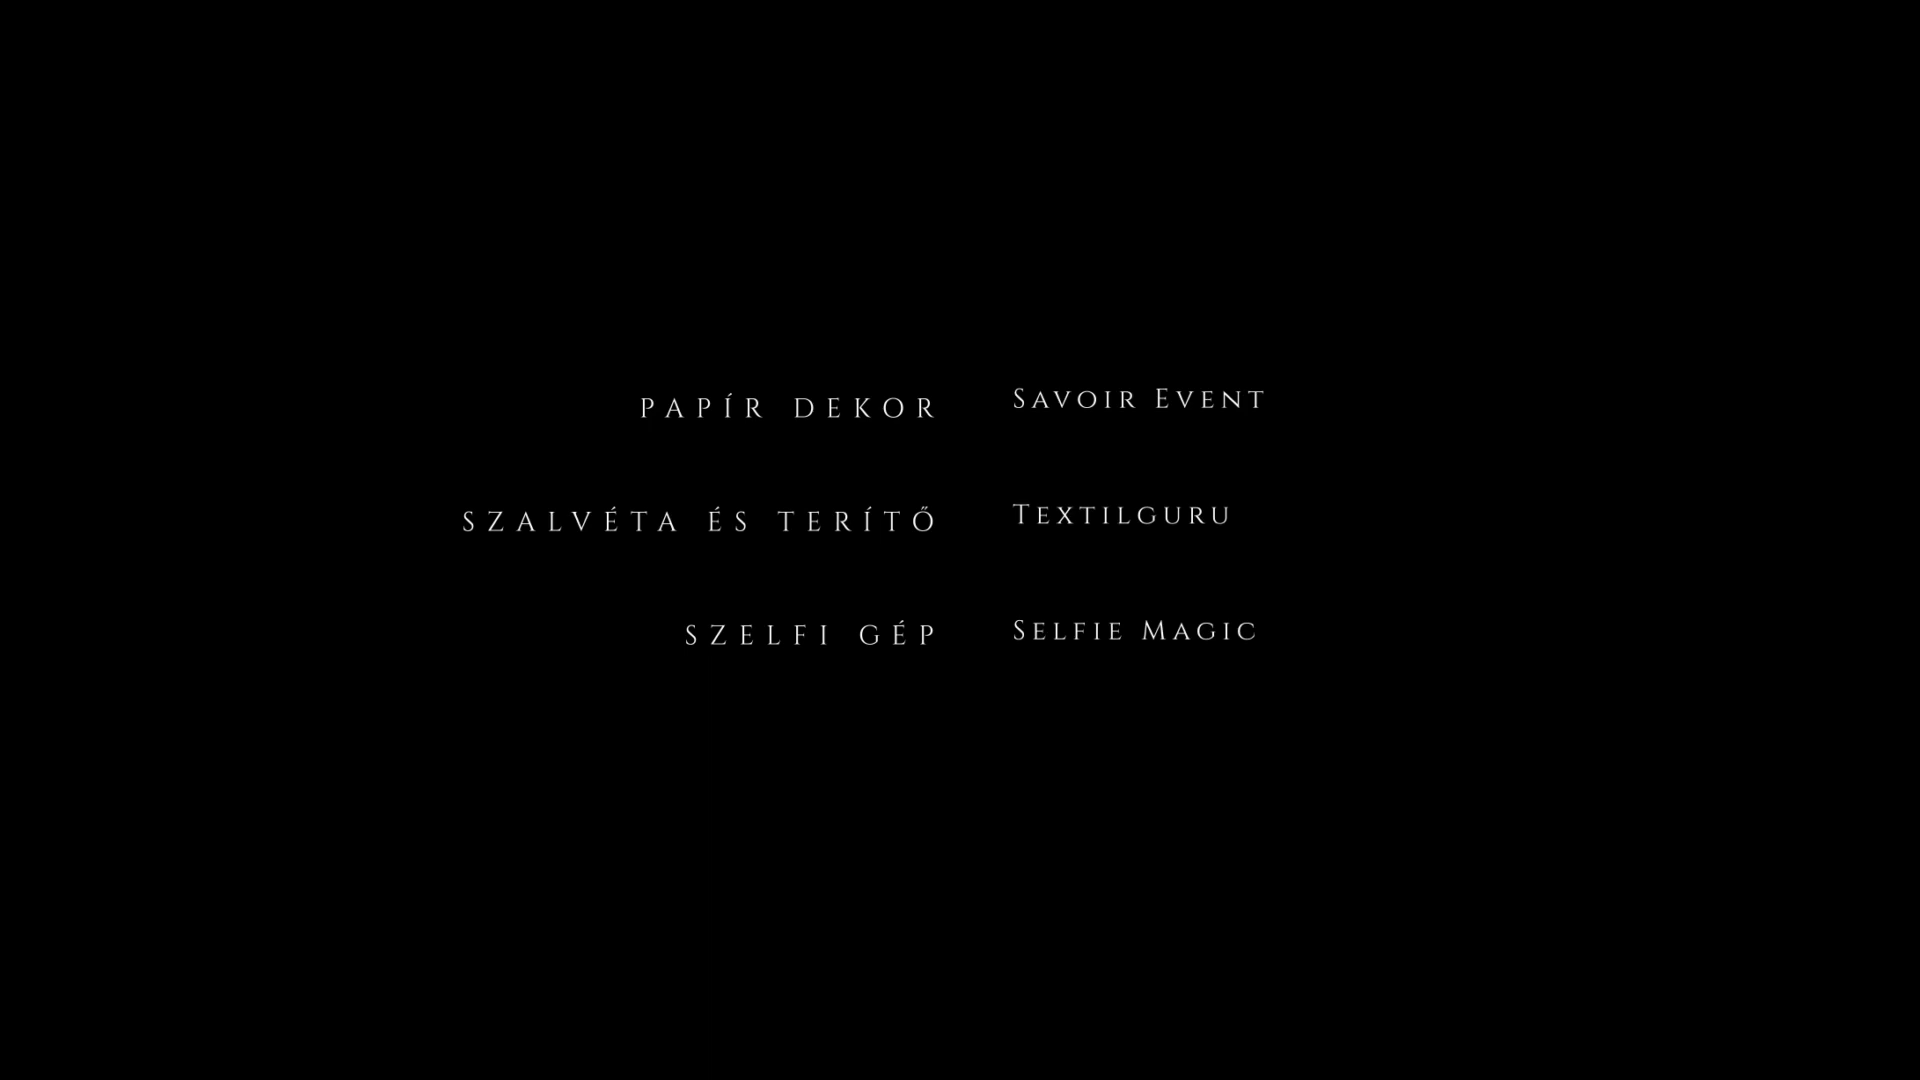 PAPÍR DEKOR Savoir Event
SZALVÉTA ÉS TERÍTŐ Textilguru
SZELFI GÉP Selfie Magic